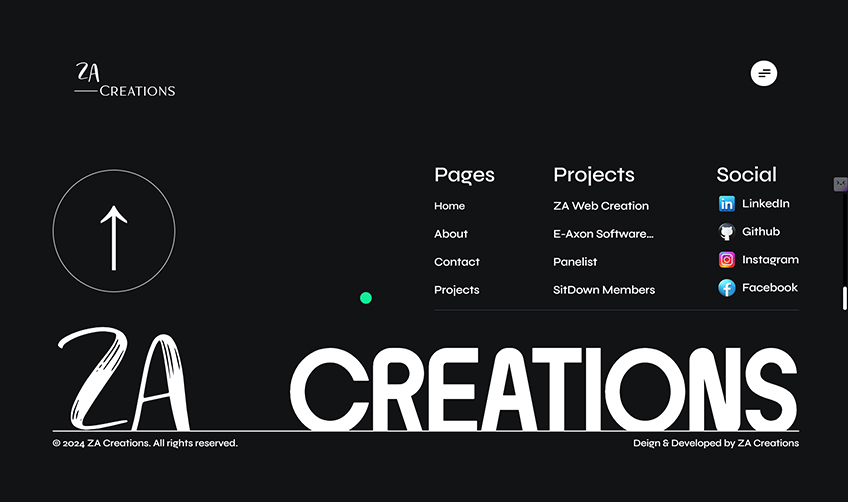 ZA
CREATIONS
Pages
Home
About
Contact
Projects
Projects
ZA Web Creation
E-Axon Software...
Panelist
SitDown Members
Social
LinkedIn
Github
Instagram
Facebook
ZA CREATIONS
© 2024 ZA Creations. All rights reserved.
Deign & Developed by ZA Creations